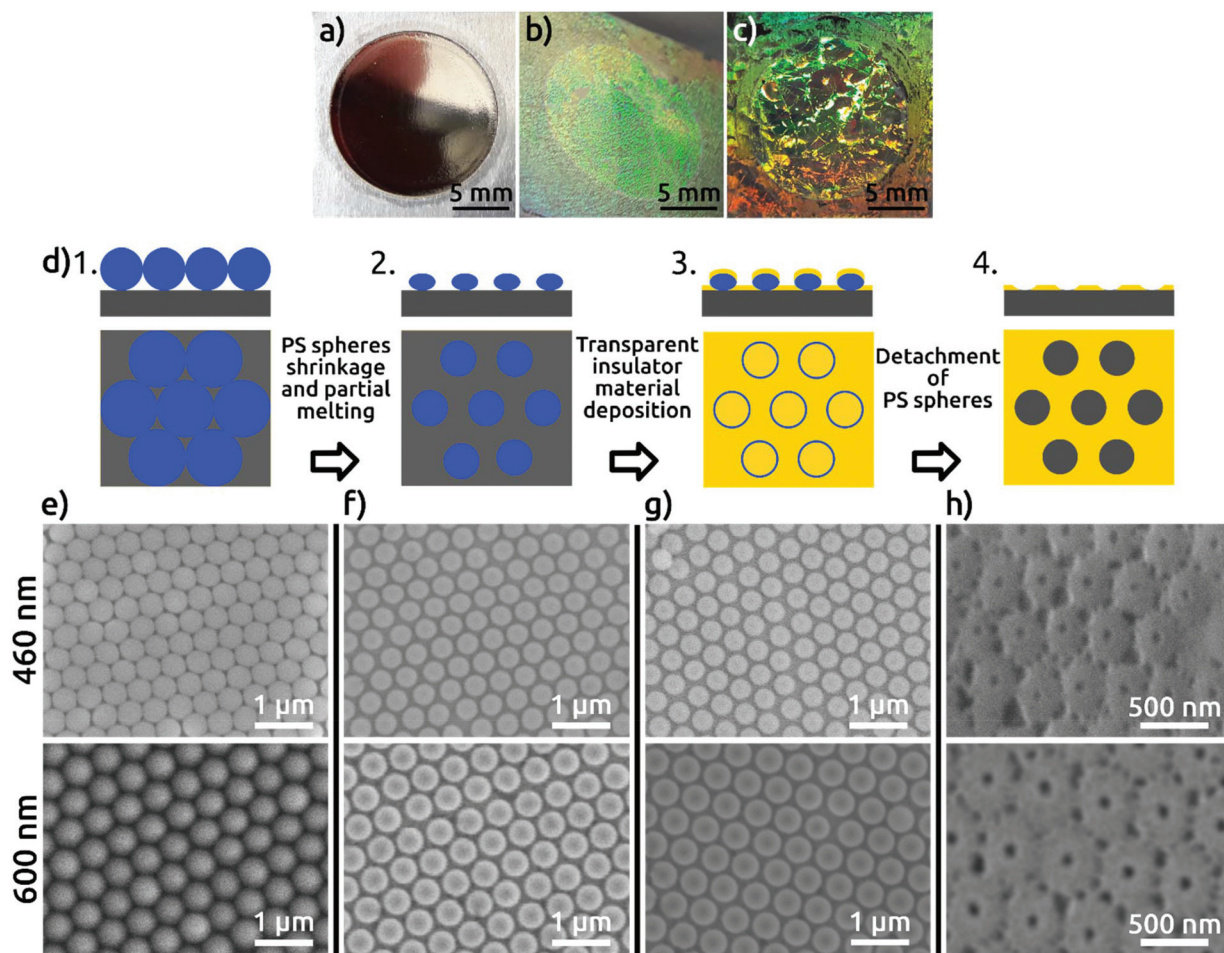 a)
b)
c)
5 mm
5 mm
5 mm
d)
1.
2.
3.
4.
PS spheres
shrinkage
and partial
melting
Transparent
insulator
material
deposition
Detachment
of
PS spheres
e)
f)
g)
h)
460 nm
1 μm
1 μm
1 μm
500 nm
600 nm
1 μm
1 μm
1 μm
500 nm